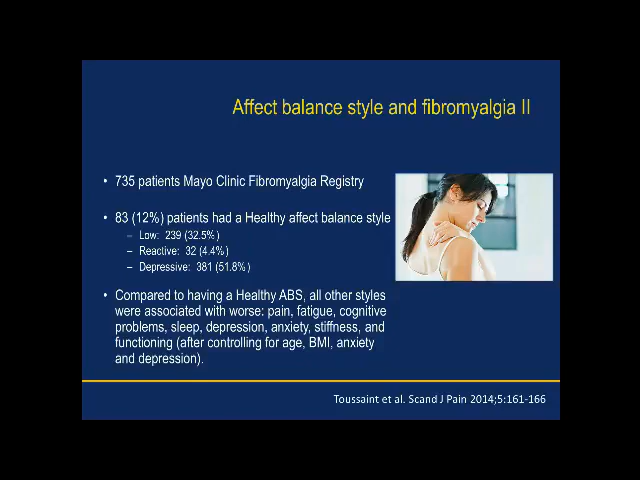 Affect balance style and fibromyalgia II
• 735 patients Mayo Clinic Fibromyalgia Registry
• 83 (12%) patients had a Healthy affect balance style
– Low: 239 (32.5%)
– Reactive: 32 (4.4%)
– Depressive: 381 (51.8%)
• Compared to having a Healthy ABS, all other styles
were associated with worse: pain, fatigue, cognitive
problems, sleep, depression, anxiety, stiffness, and
functioning (after controlling for age, BMI, anxiety
and depression).
Toussaint et al. Scand J Pain 2014;5:161-166